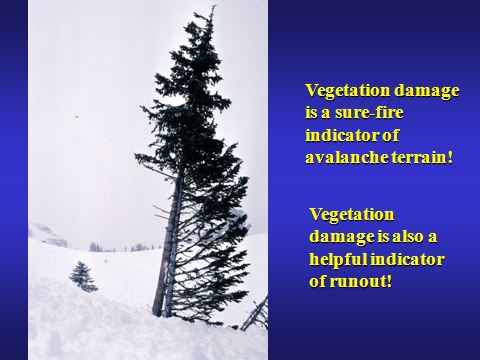 Vegetation damage
is a sure-fire
indicator of
avalanche terrain!
Vegetation
damage is also a
helpful indicator
of runout!